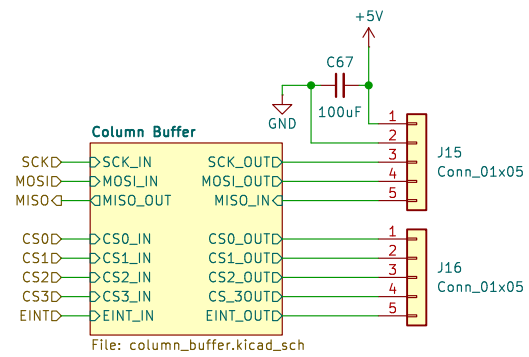 +5V
C67
100uF
GND
Column Buffer
SCK SCK_IN SCK_OUT 3
MOSI MOSI_IN MOSI_OUT 4
MISO MISO_OUT MISO_IN 5
1
2
J15
Conn_01x05
CS0 CS0_IN CS0_OUT 1
CS1 CS1_IN CS1_OUT 2
CS2 CS2_IN CS2_OUT 3
CS3 CS3_IN CS_3OUT 4
EINT EINT_IN EINT_OUT 5
J16
Conn_01x05
File: column_buffer.kicad_sch